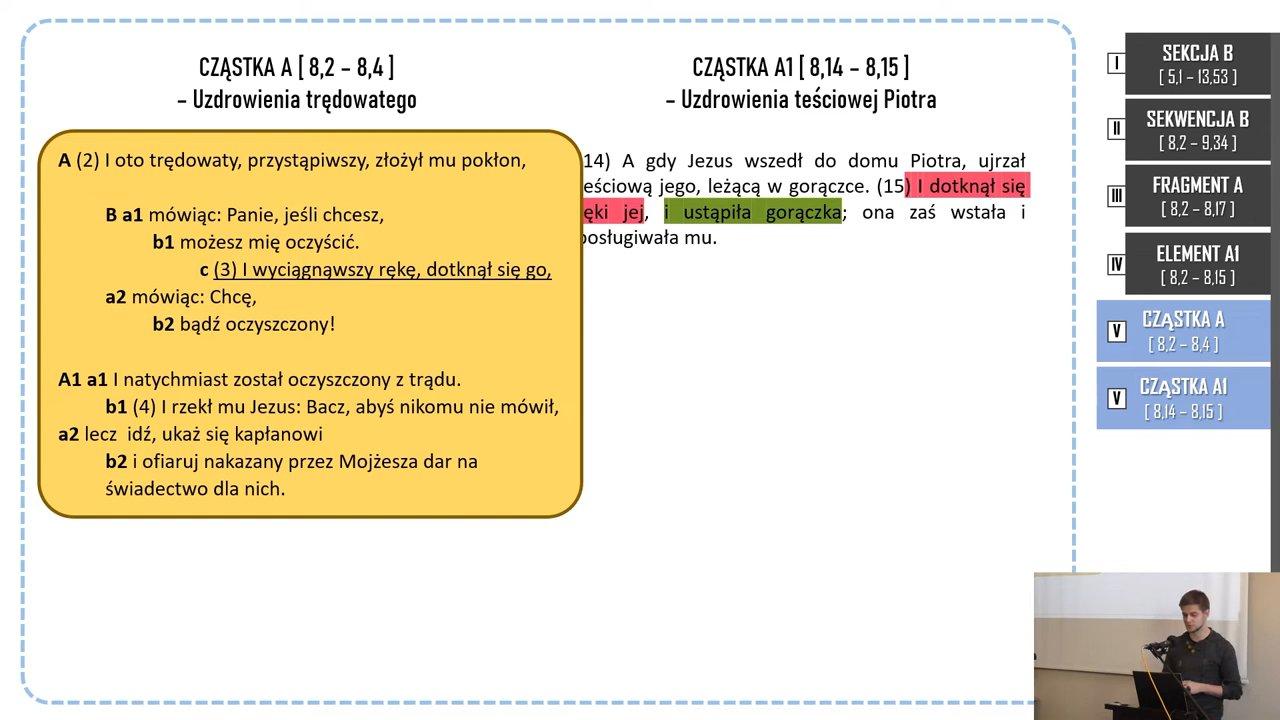 CZĄSTKA A [ 8,2 – 8,4 ]
– Uzdrowienia trędowatego
A (2) I oto trędowaty, przystąpiwszy, złożył mu pokłon,
B a1 mówiąc: Panie, jeśli chcesz,
b1 możesz mię oczyścić.
c (3) I wyciągnąwszy rękę, dotknął się go,
a2 mówiąc: Chcę,
b2 bądź oczyszczony!
A1 a1 I natychmiast został oczyszczony z trądu.
b1 (4) I rzekł mu Jezus: Bacz, abyś nikomu nie mówił,
a2 lecz idź, ukaż się kapłanowi
b2 i ofiaruj nakazany przez Mojżesza dar na
świadectwo dla nich.
CZĄSTKA A1 [ 8,14 – 8,15 ]
– Uzdrowienia teściowej Piotra
14) A gdy Jezus wszedł do domu Piotra, ujrzał
eściową jego, leżącą w gorączce. (15) I dotknął się
ęki jej, i ustąpiła gorączka; ona zaś wstała i
posługiwała mu.
I
SEKCJA B
[ 5,1 – 13,53 ]
II
SEKWENCJA B
[ 8,2 – 9,34 ]
III
FRAGMENT A
[ 8,2 – 8,17 ]
IV
ELEMENT A1
[ 8,2 – 8,15 ]
V
CZĄSTKA A
[ 8,2 – 8,4 ]
V
CZĄSTKA A1
[ 8,14 – 8,15 ]